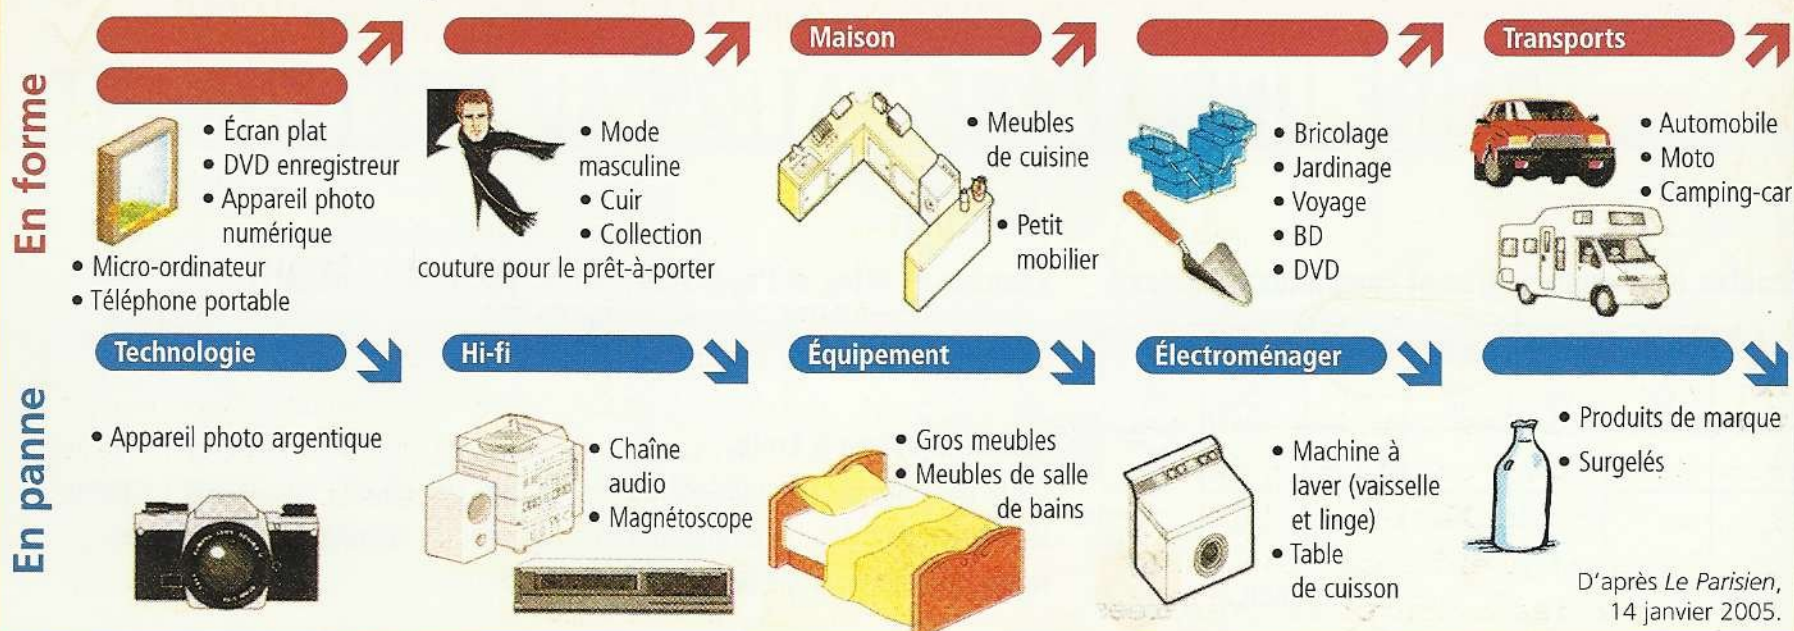 En forme
• Écran plat
• DVD enregistreur
• Appareil photo
numérique
• Micro-ordinateur
• Téléphone portable
• Mode
masculine
• Cuir
• Collection
couture pour le prêt-à-porter
Maison
• Meubles
de cuisine
• Petit
mobilier
• Bricolage
• Jardinage
• Voyage
• BD
• DVD
Transports
• Automobile
• Moto
• Camping-car
En panne
Technologie
• Appareil photo argentique
Hi-fi
• Chaîne
audio
• Magnétoscope
Équipement
• Gros meubles
• Meubles de salle
de bains
Électroménager
• Machine à
laver (vaisselle
et linge)
• Table
de cuisson
• Produits de marque
• Surgelés
D'après Le Parisien,
14 janvier 2005.